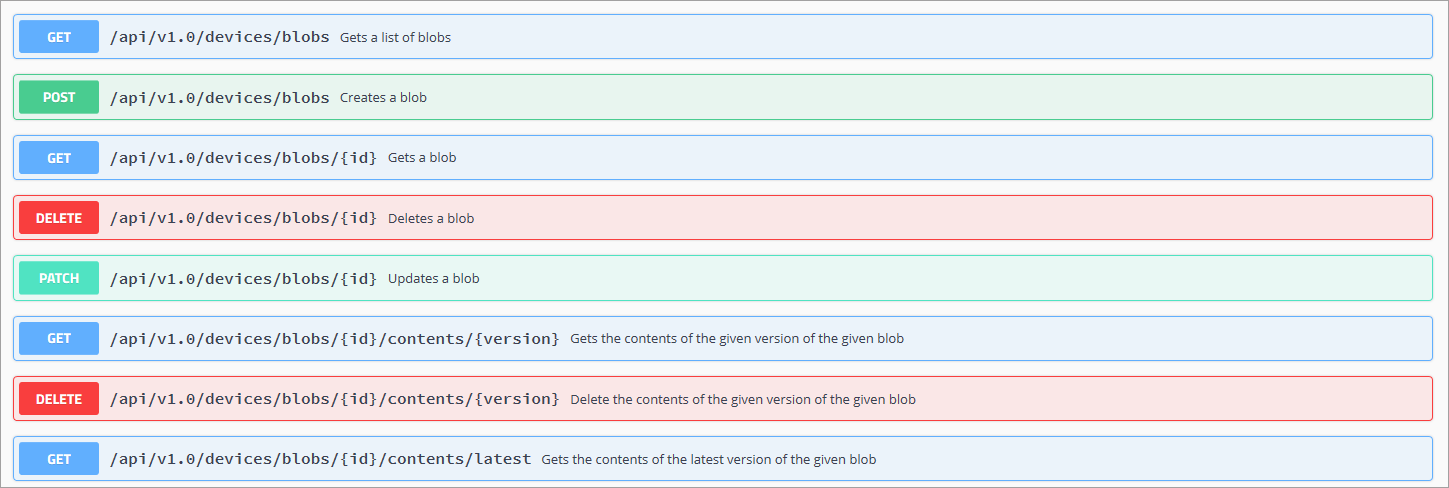 GET /api/v1.0/devices/blobs Gets a list of blobs
POST /api/v1.0/devices/blobs Creates a blob
GET /api/v1.0/devices/blobs/{id} Gets a blob
DELETE /api/v1.0/devices/blobs/{id} Deletes a blob
PATCH /api/v1.0/devices/blobs/{id} Updates a blob
GET /api/v1.0/devices/blobs/{id}/contents/{version} Gets the contents of the given version of the given blob
DELETE /api/v1.0/devices/blobs/{id}/contents/{version} Delete the contents of the given version of the given blob
GET /api/v1.0/devices/blobs/{id}/contents/latest Gets the contents of the latest version of the given blob